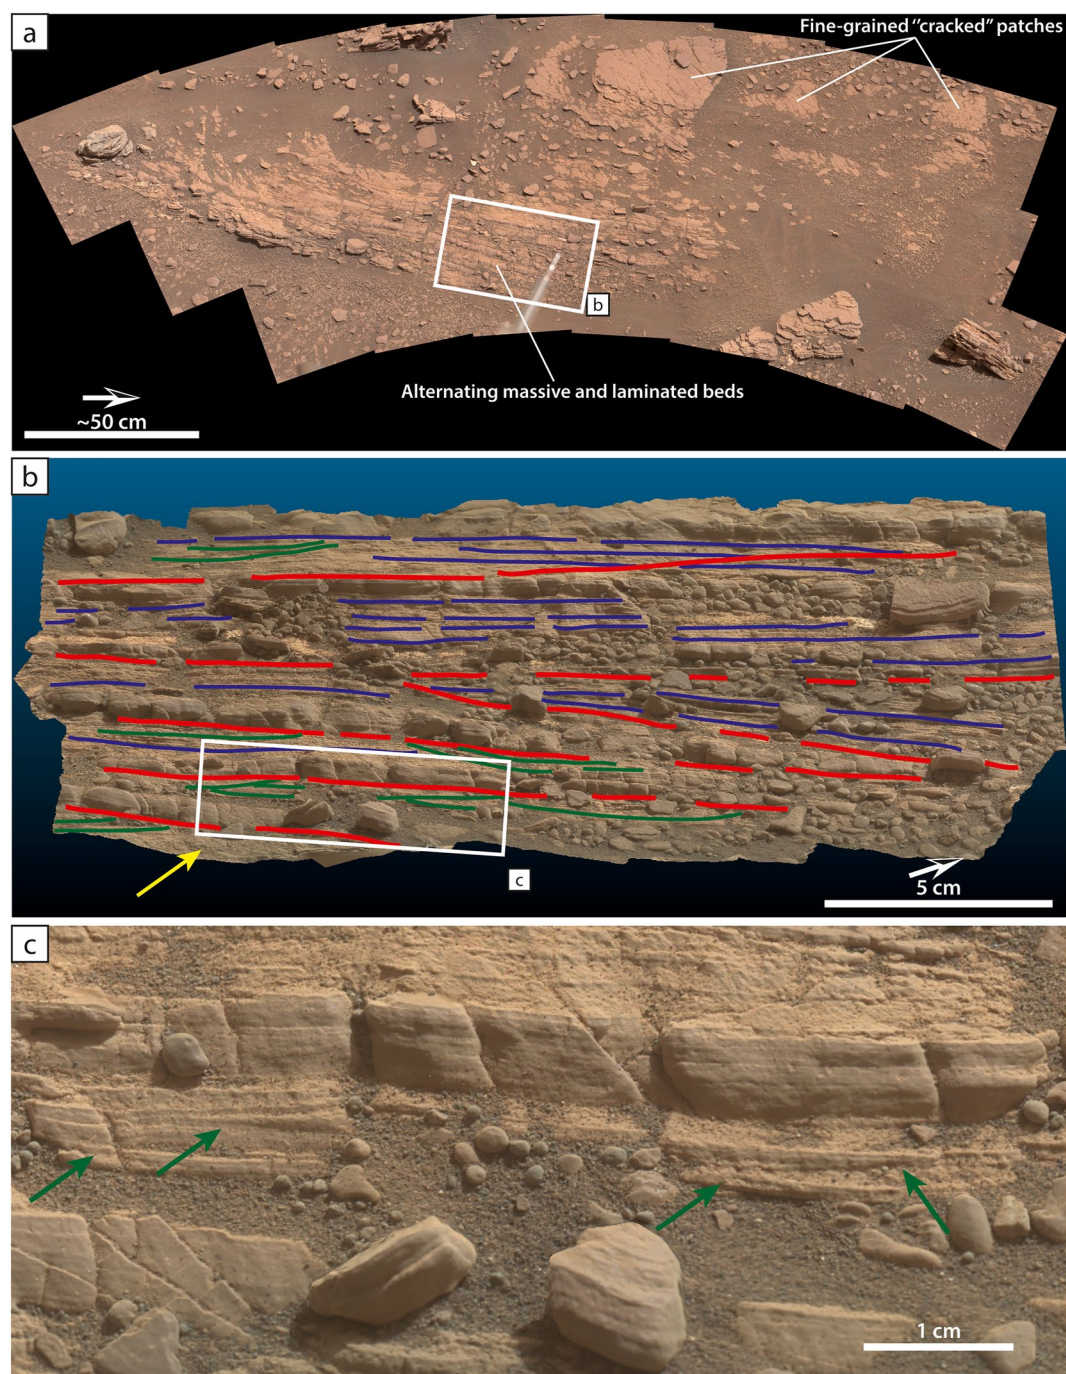 a
Fine-grained “cracked” patches
b
Alternating massive and laminated beds
~50 cm
b
c
5 cm
c
1 cm